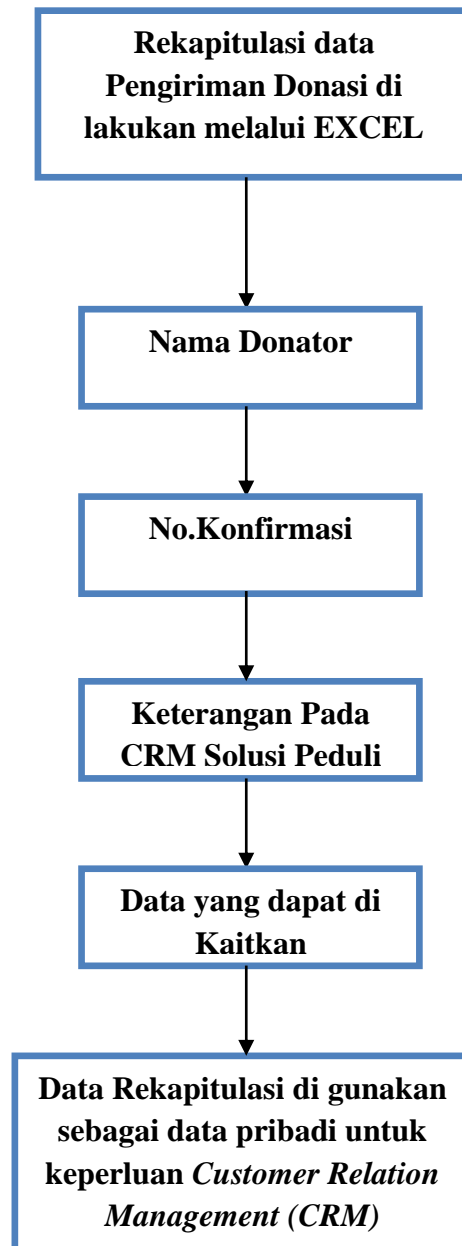 Rekapitulasi data
Pengiriman Donasi di
lakukan melalui EXCEL
Nama Donator
No.Konfirmasi
Keterangan Pada
CRM Solusi Peduli
Data yang dapat di
Kaitkan
Data Rekapitulasi di gunakan
sebagai data pribadi untuk
keperluan Customer Relation
Management (CRM)